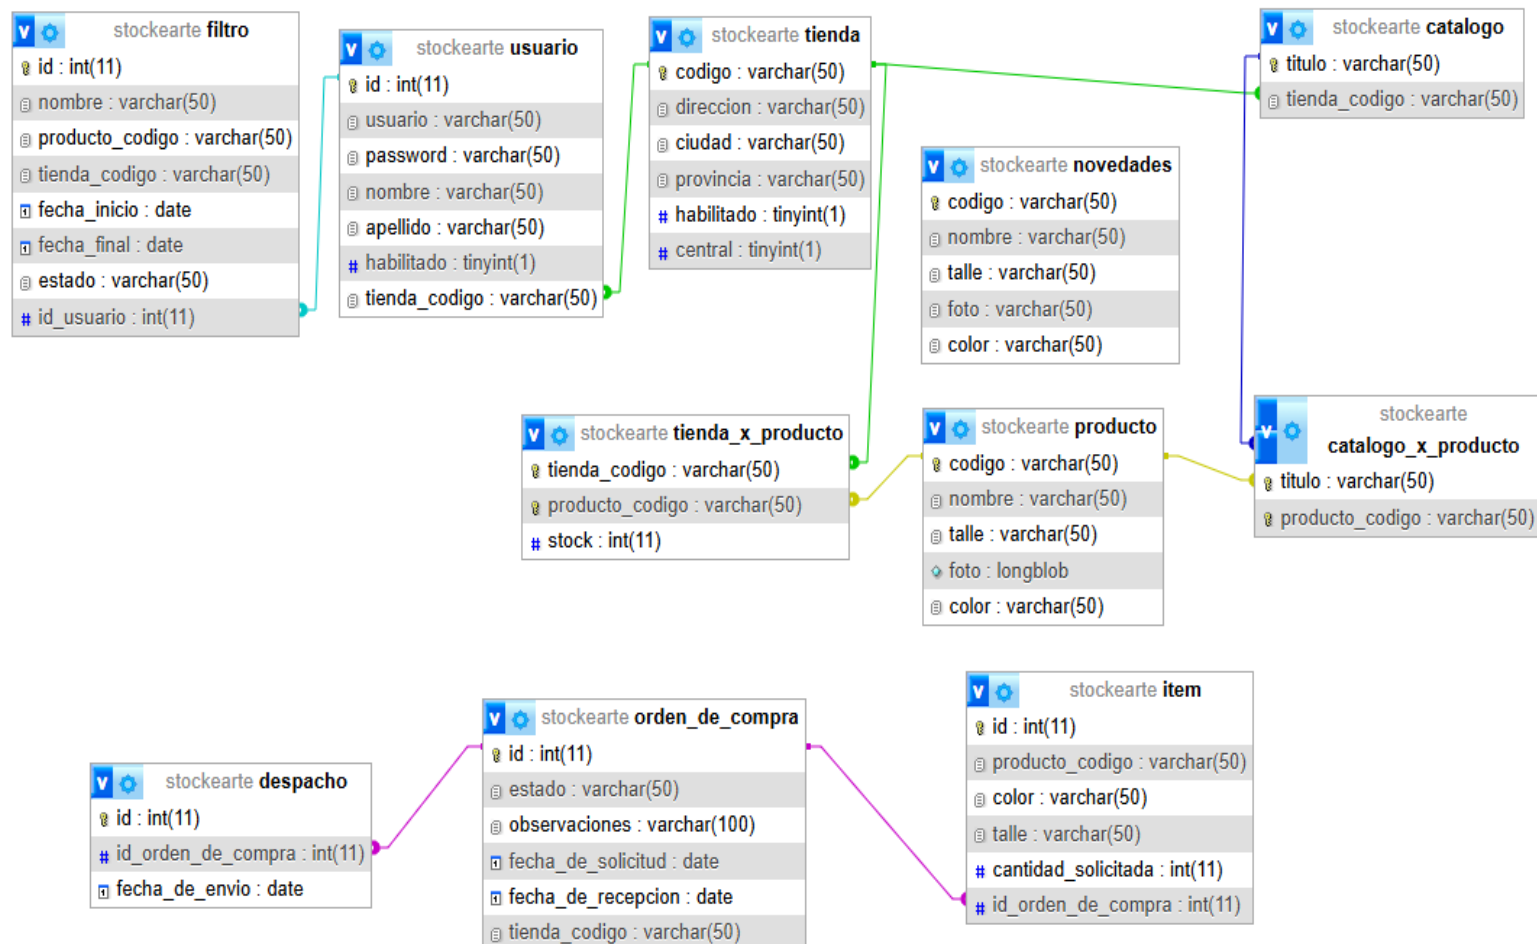 stockearte filtro
id : int(11)
nombre : varchar(50)
producto_codigo : varchar(50)
tienda_codigo : varchar(50)
fecha_inicio : date
fecha_final : date
estado : varchar(50)
id_usuario : int(11)
stockearte usuario
id : int(11)
usuario : varchar(50)
password : varchar(50)
nombre : varchar(50)
apellido : varchar(50)
habilitado : tinyint(1)
tienda_codigo : varchar(50)
stockearte tienda
codigo : varchar(50)
direccion : varchar(50)
ciudad : varchar(50)
provincia : varchar(50)
habilitado : tinyint(1)
central : tinyint(1)
stockearte catalogo
titulo : varchar(50)
tienda_codigo : varchar(50)
stockearte novedades
codigo : varchar(50)
nombre : varchar(50)
talle : varchar(50)
foto : varchar(50)
color : varchar(50)
stockearte tienda_x_producto
tienda_codigo : varchar(50)
producto_codigo : varchar(50)
stock : int(11)
stockearte producto
codigo : varchar(50)
nombre : varchar(50)
talle : varchar(50)
foto : longblob
color : varchar(50)
stockearte
catalogo_x_producto
titulo : varchar(50)
producto_codigo : varchar(50)
stockearte despacho
id : int(11)
id_orden_de_compra : int(11)
fecha_de_envio : date
stockearte orden_de_compra
id : int(11)
estado : varchar(50)
observaciones : varchar(100)
fecha_de_solicitud : date
fecha_de_recepcion : date
tienda_codigo : varchar(50)
stockearte item
id : int(11)
producto_codigo : varchar(50)
color : varchar(50)
talle : varchar(50)
cantidad_solicitada : int(11)
id_orden_de_compra : int(11)